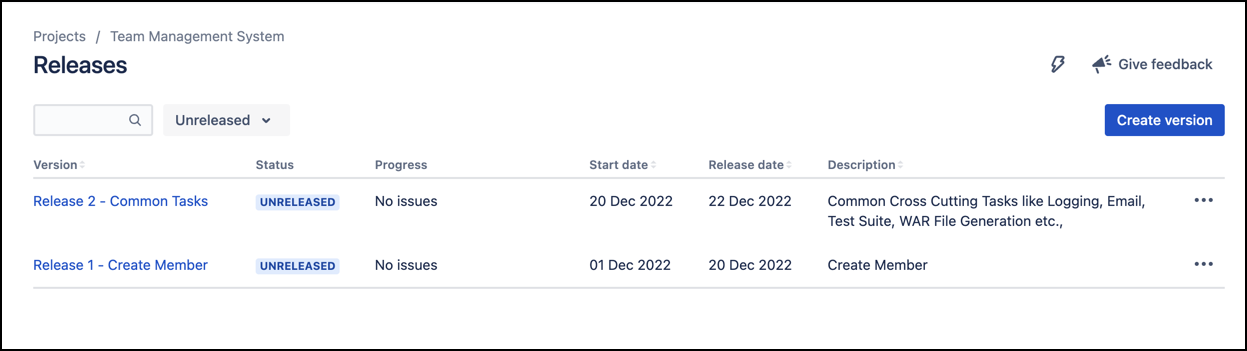 Projects / Team Management System
Releases
Give feedback
Unreleased
Create version
Version Status Progress Start date Release date Description
Release 2 - Common Tasks UNRELEASED No issues 20 Dec 2022 22 Dec 2022 Common Cross Cutting Tasks like Logging, Email,
Test Suite, WAR File Generation etc.,
Release 1 - Create Member UNRELEASED No issues 01 Dec 2022 20 Dec 2022 Create Member